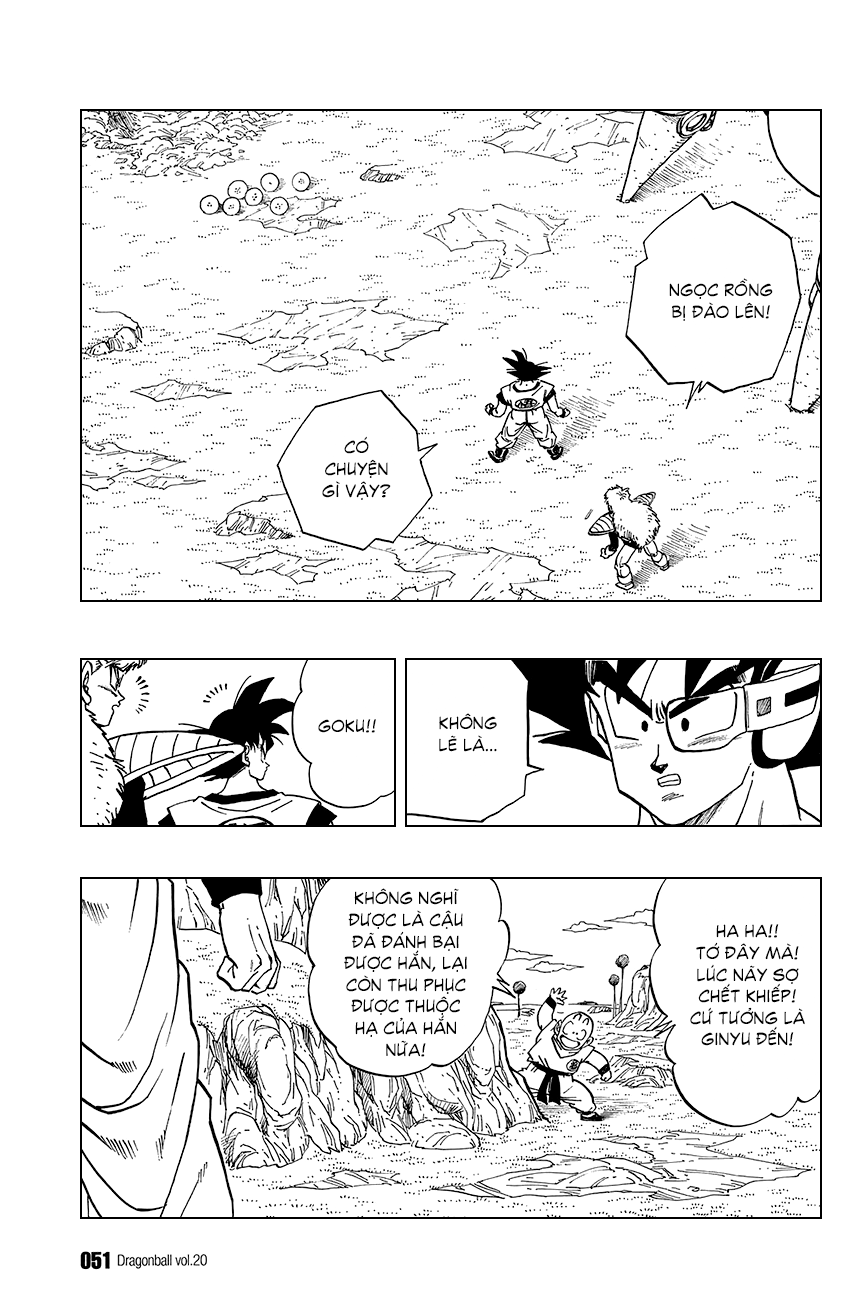 NGỌC RỒNG
BỊ ĐÀO LÊN!
CÓ
CHUYỆN
GÌ VẬY?
KHÔNG
LẼ LÀ...
GOKU!!
HA HA!!
TỚ ĐÂY MÀ!
LÚC NÀY SỢ
CHẾT KHIẾP!
CỨ TƯỞNG LÀ
GINYU ĐẾN!
KHÔNG NGHĨ
ĐƯỢC LÀ CẬU
ĐÃ ĐÁNH BẠI
ĐƯỢC HẮN, LẠI
CÒN THU PHỤC
ĐƯỢC THUỘC
HẠ CỦA HẮN
NỮA!
051 Dragonball vol.20